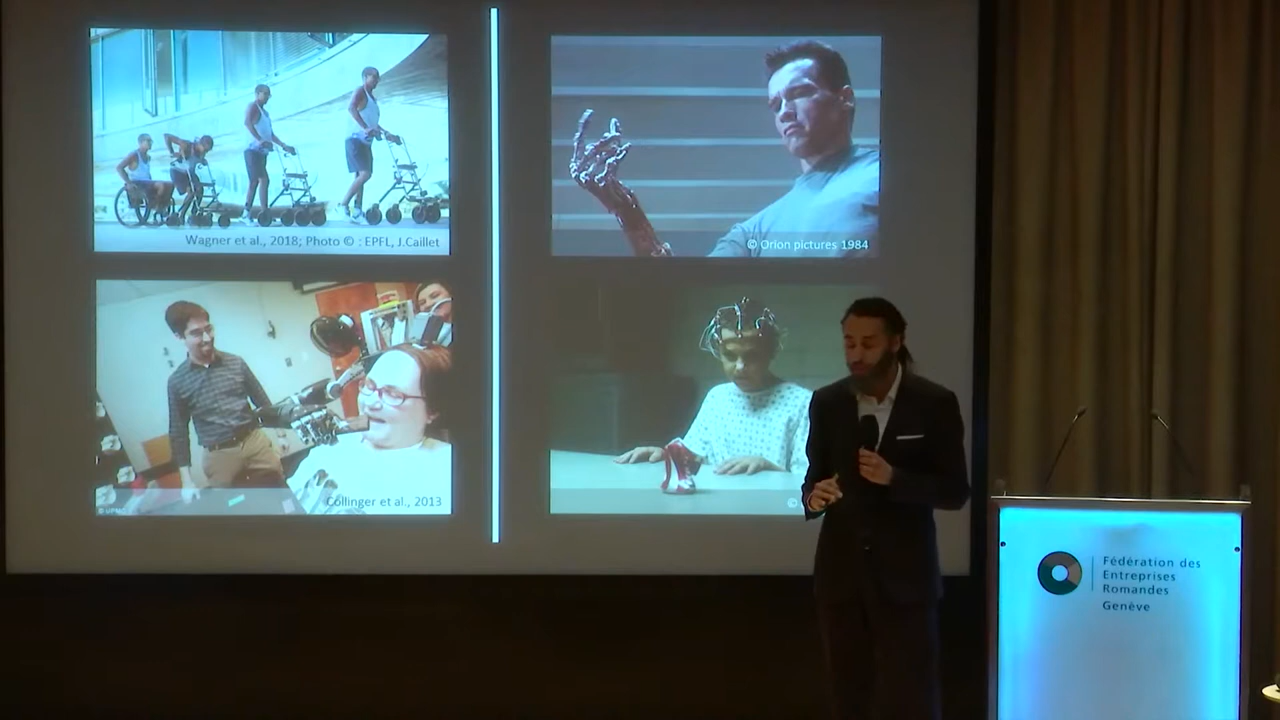 Wagner et al., 2018; Photo © : EPFL, J.Caillet
© Orion pictures 1984
Collinger et al., 2013
© UPMC
©
Fédération des
Entreprises
Romandes
Genève